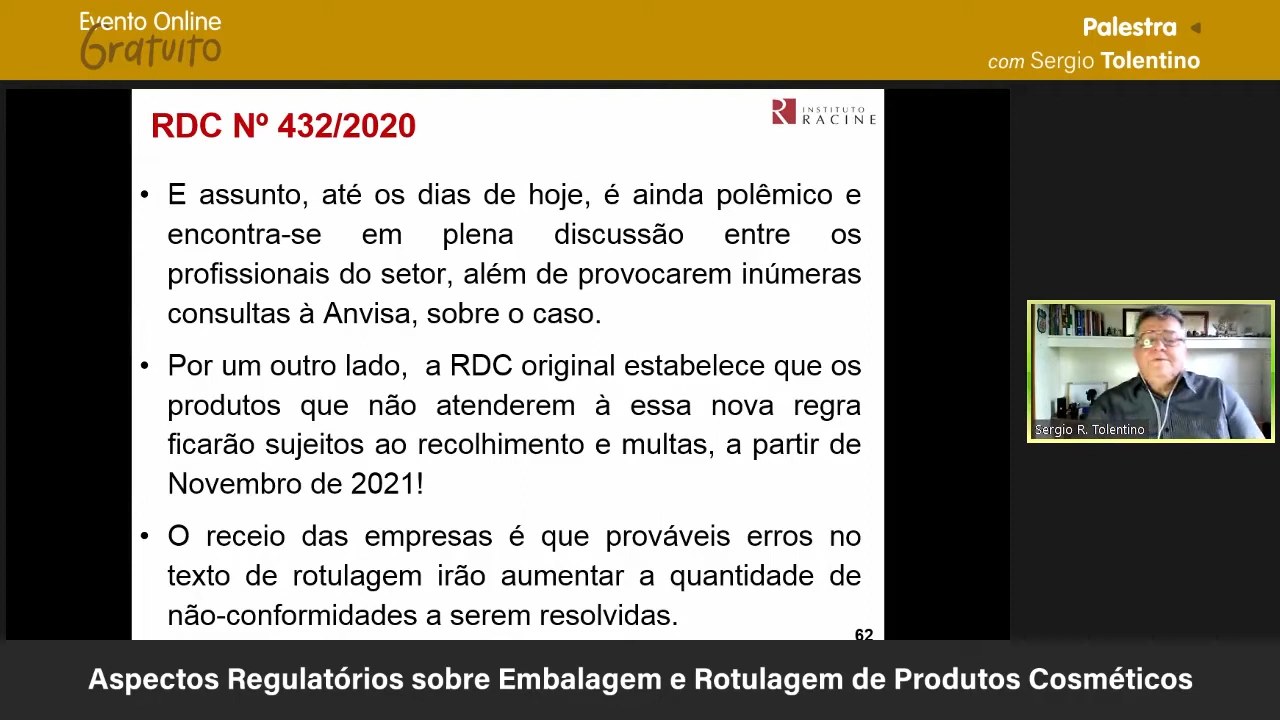 Evento Online
Gratuito
Palestra
com Sergio Tolentino
INSTITUTO
RACINE
RDC Nº 432/2020
• E assunto, até os dias de hoje, é ainda polêmico e
encontra-se em plena discussão entre os
profissionais do setor, além de provocarem inúmeras
consultas à Anvisa, sobre o caso.
• Por um outro lado, a RDC original estabelece que os
produtos que não atenderem à essa nova regra
ficarão sujeitos ao recolhimento e multas, a partir de
Novembro de 2021!
• O receio das empresas é que prováveis erros no
texto de rotulagem irão aumentar a quantidade de
não-conformidades a serem resolvidas.
62
Sergio R. Tolentino
Aspectos Regulatórios sobre Embalagem e Rotulagem de Produtos Cosméticos